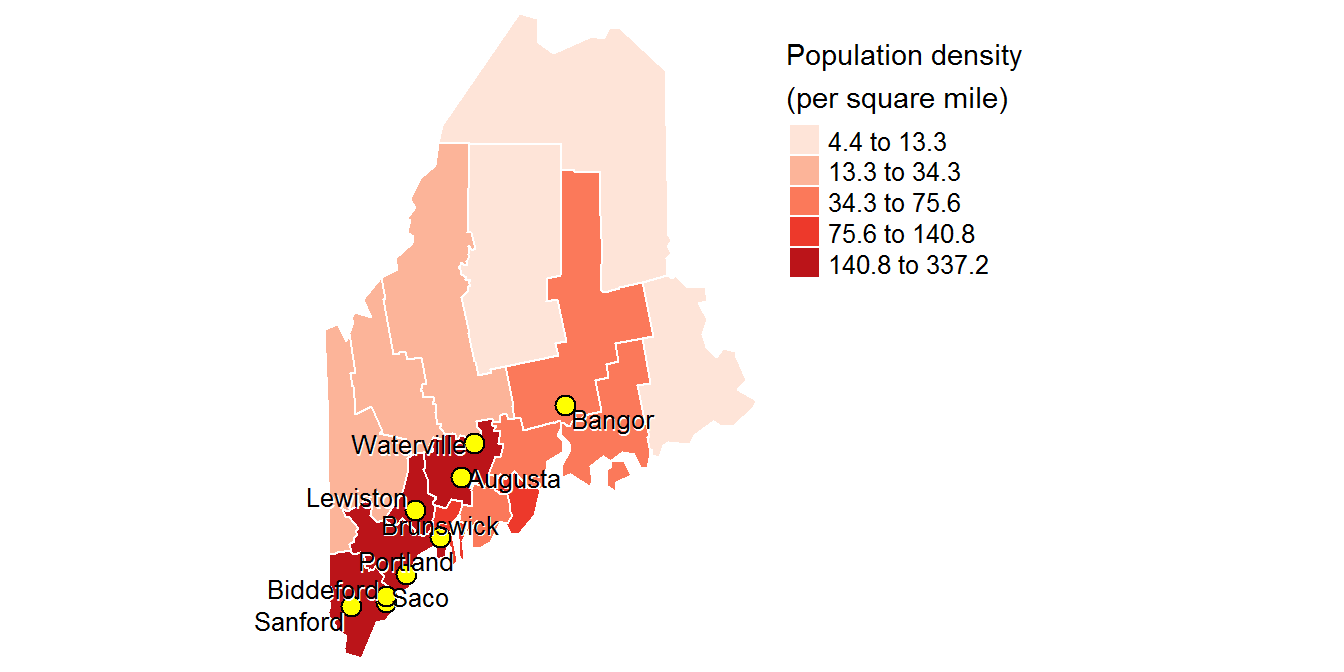 Population density
(per square mile)
4.4 to 13.3
13.3 to 34.3
34.3 to 75.6
75.6 to 140.8
140.8 to 337.2
Bangor
Waterville
Augusta
Lewiston
Brunswick
Portland
Biddeford
Saco
Sanford